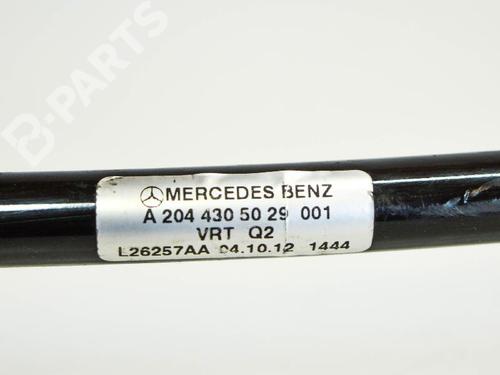 B-PARTS
MERCEDES BENZ
A 204 430 50 29 001
VRT Q2
L26257AA 04.10.12 1444